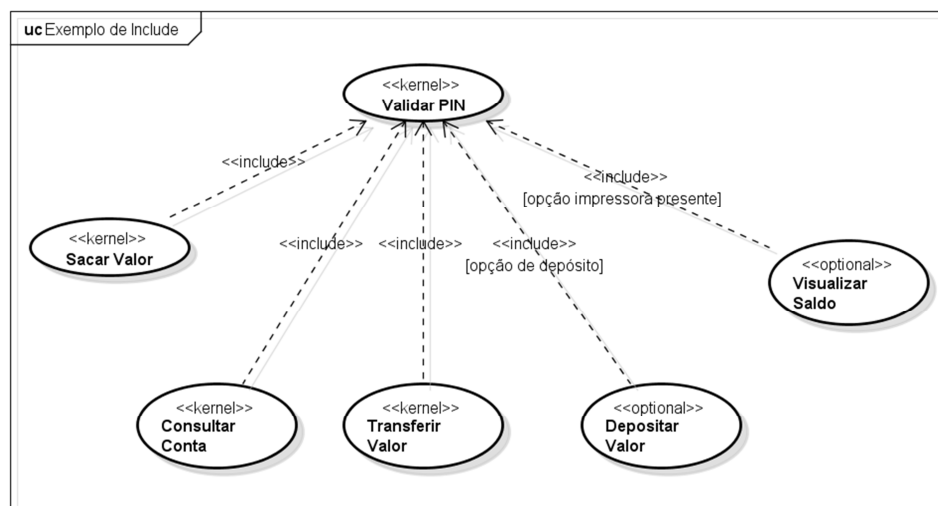 uc Exemplo de Include
<<kernel>>
Validar PIN
<<include>>
<<include>>
[opção impressora presente]
<<kernel>>
Sacar Valor
<<include>>
<<include>>
<<include>>
[opção de depósito]
<<optional>>
Visualizar
Saldo
<<kernel>>
Consultar
Conta
<<kernel>>
Transferir
Valor
<<optional>>
Depositar
Valor